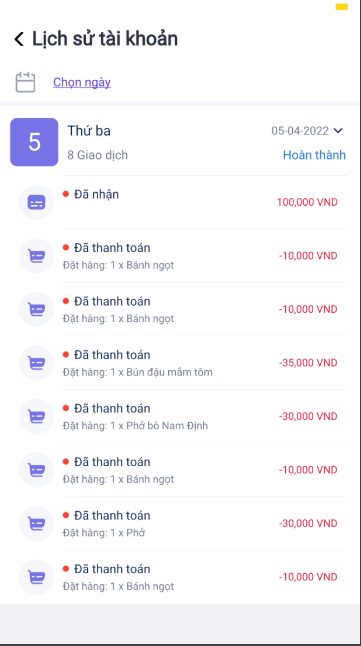 Lịch sử tài khoản
Chọn ngày
5
Thứ ba
05-04-2022
8 Giao dịch
Hoàn thành
Đã nhận
100,000 VND
Đã thanh toán
-10,000 VND
Đặt hàng: 1 x Bánh ngọt
Đã thanh toán
-10,000 VND
Đặt hàng: 1 x Bánh ngọt
Đã thanh toán
-35,000 VND
Đặt hàng: 1 x Bún đậu mắm tôm
Đã thanh toán
-30,000 VND
Đặt hàng: 1 x Phở bò Nam Định
Đã thanh toán
-10,000 VND
Đặt hàng: 1 x Bánh ngọt
Đã thanh toán
-30,000 VND
Đặt hàng: 1 x Phở
Đã thanh toán
-10,000 VND
Đặt hàng: 1 x Bánh ngọt